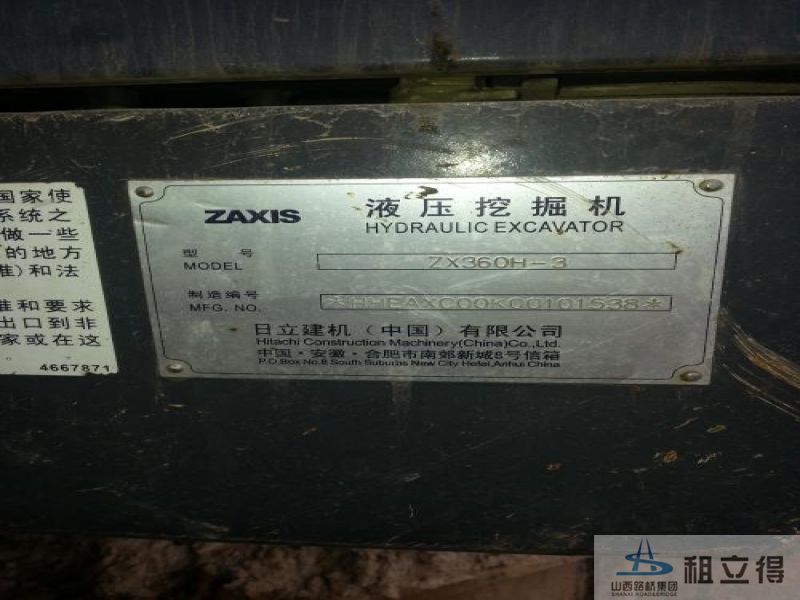 国家使
系统之
做一些
的地方
准)和法
准和要求
出口到非
家或在这
。
4667871
ZAXIS 液压挖掘机
HYDRAULIC EXCAVATOR
型 号
MODEL ZX360H-3
制造编号
MFG. NO. *HHEAXC00K00101538*
日立建机(中国)有限公司
Hitachi Construction Machinery(China)Co.,Ltd.
中国·安徽·合肥市南郊新城8号信箱
P.O.Box No.8 South Suburbs New City Hefei,Anhui China
山西路桥集团
SHANXI ROAD&BRIDGE
租立得